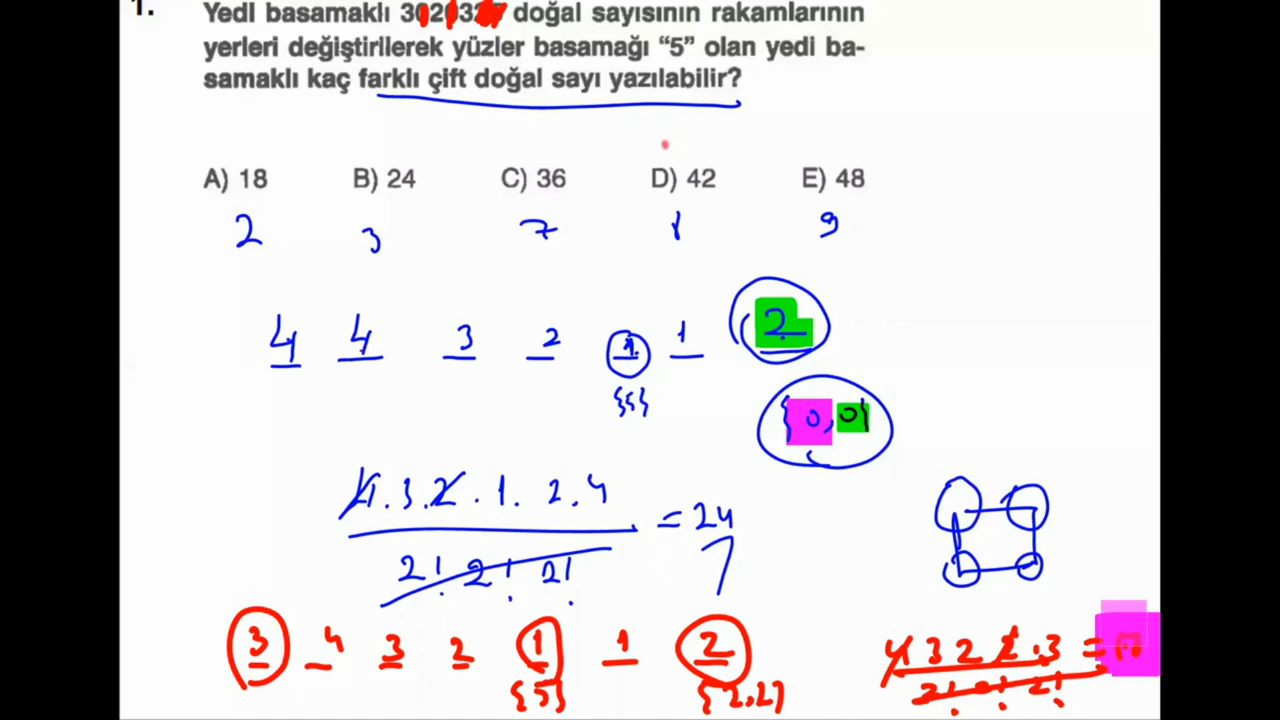 1.
Yedi basamaklı doğal sayısının rakamlarının
yerleri değiştirilerek yüzler basamağı “5” olan yedi ba-
samaklı kaç farklı çift doğal sayı yazılabilir?
A) 18 B) 24 C) 36 D) 42 E) 48
2 3 7 9
4 4 3 2 1 1 2
{5} {0,0}
4.3.2.1.2.4
= 24
2! 2! 2!
3 4 3 2 1 1 2
{5} {2,2}
4 3 2 2.3 =
2! 2! 2!